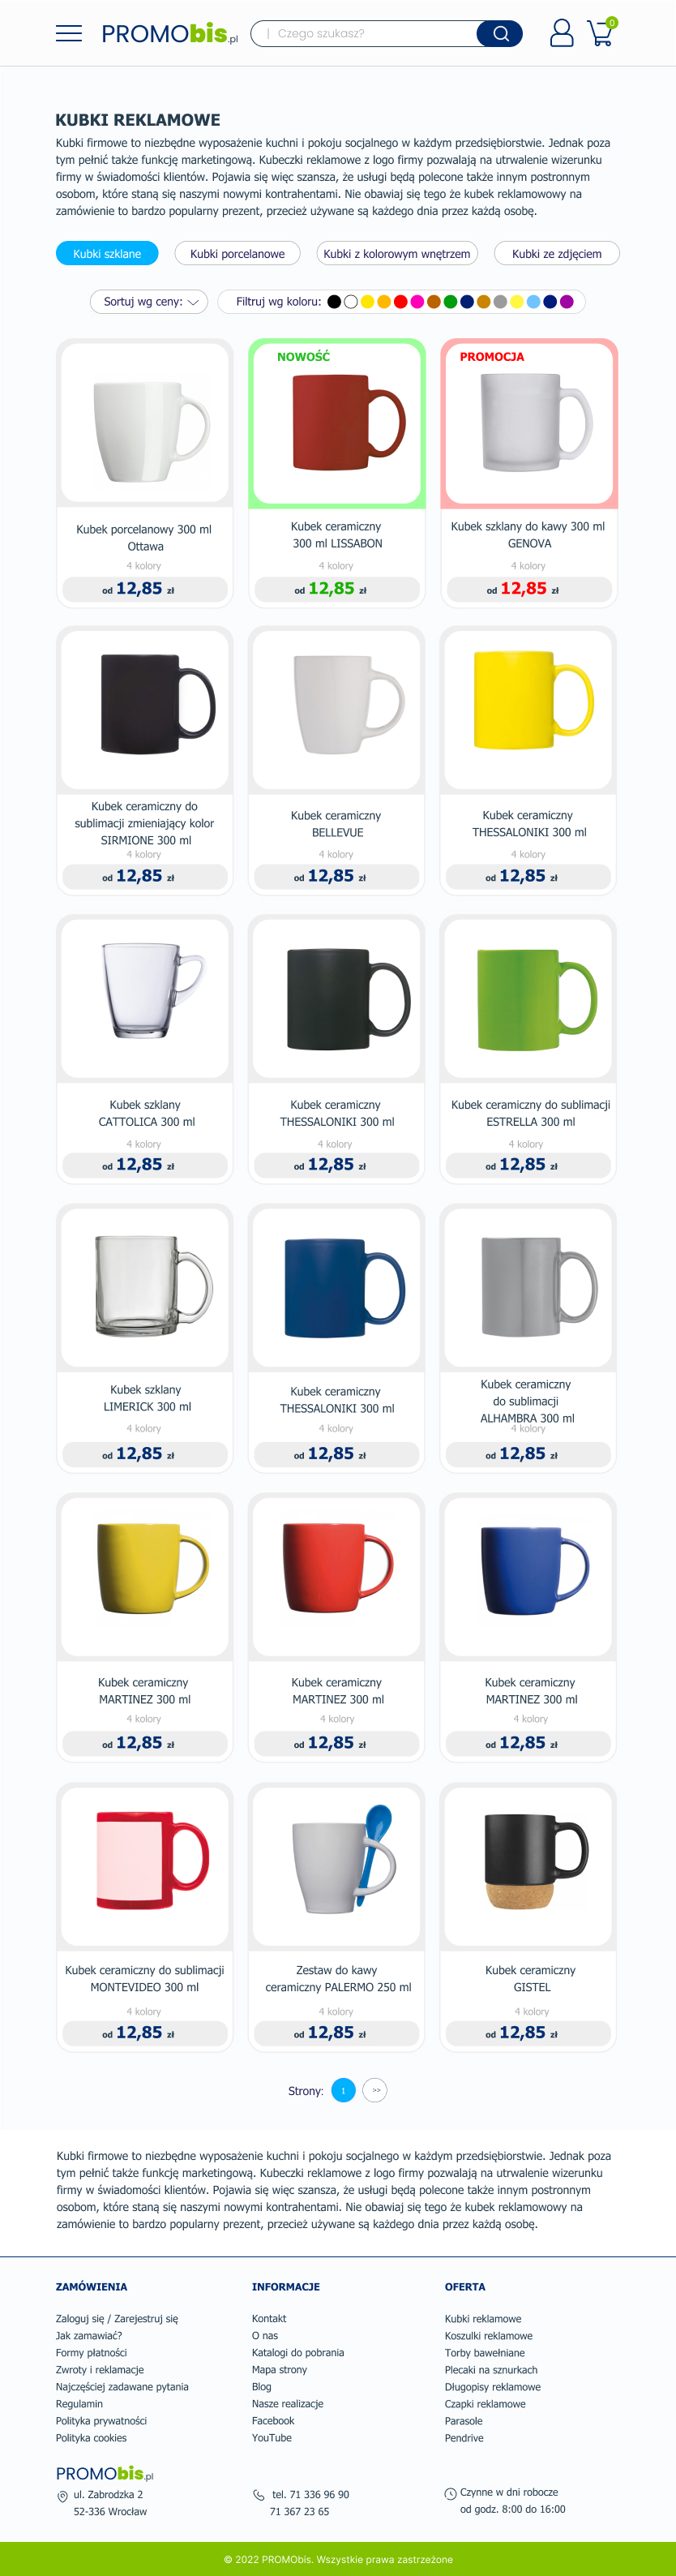 PROMObis.pl
Czego szukasz?
0
KUBKI REKLAMOWE
Kubki firmowe to niezbędne wyposażenie kuchni i pokoju socjalnego w każdym przedsiębiorstwie. Jednak poza
tym pełnić także funkcję marketingową. Kubeczki reklamowe z logo firmy pozwalają na utrwalenie wizerunku
firmy w świadomości klientów. Pojawia się więc szansza, że usługi będą polecone także innym postronnym
osobom, które staną się naszymi nowymi kontrahentami. Nie obawiaj się tego że kubek reklamowowy na
zamówienie to bardzo popularny prezent, przecież używane są każdego dnia przez każdą osobę.
Kubki szklane
Kubki porcelanowe
Kubki z kolorowym wnętrzem
Kubki ze zdjęciem
Sortuj wg ceny:
Filtruj wg koloru:
NOWOŚĆ
PROMOCJA
Kubek porcelanowy 300 ml
Ottawa
4 kolory
od 12,85 zł
Kubek ceramiczny
300 ml LISSABON
4 kolory
od 12,85 zł
Kubek szklany do kawy 300 ml
GENOVA
4 kolory
od 12,85 zł
Kubek ceramiczny do
sublimacji zmieniający kolor
SIRMIONE 300 ml
4 kolory
od 12,85 zł
Kubek ceramiczny
BELLEVUE
4 kolory
od 12,85 zł
Kubek ceramiczny
THESSALONIKI 300 ml
4 kolory
od 12,85 zł
Kubek szklany
CATTOLICA 300 ml
4 kolory
od 12,85 zł
Kubek ceramiczny
THESSALONIKI 300 ml
4 kolory
od 12,85 zł
Kubek ceramiczny do sublimacji
ESTRELLA 300 ml
4 kolory
od 12,85 zł
Kubek szklany
LIMERICK 300 ml
4 kolory
od 12,85 zł
Kubek ceramiczny
THESSALONIKI 300 ml
4 kolory
od 12,85 zł
Kubek ceramiczny
do sublimacji
ALHAMBRA 300 ml
4 kolory
od 12,85 zł
Kubek ceramiczny
MARTINEZ 300 ml
4 kolory
od 12,85 zł
Kubek ceramiczny
MARTINEZ 300 ml
4 kolory
od 12,85 zł
Kubek ceramiczny
MARTINEZ 300 ml
4 kolory
od 12,85 zł
Kubek ceramiczny do sublimacji
MONTEVIDEO 300 ml
4 kolory
od 12,85 zł
Zestaw do kawy
ceramiczny PALERMO 250 ml
4 kolory
od 12,85 zł
Kubek ceramiczny
GISTEL
4 kolory
od 12,85 zł
Strony: 1 >>
Kubki firmowe to niezbędne wyposażenie kuchni i pokoju socjalnego w każdym przedsiębiorstwie. Jednak poza
tym pełnić także funkcję marketingową. Kubeczki reklamowe z logo firmy pozwalają na utrwalenie wizerunku
firmy w świadomości klientów. Pojawia się więc szansza, że usługi będą polecone także innym postronnym
osobom, które staną się naszymi nowymi kontrahentami. Nie obawiaj się tego że kubek reklamowowy na
zamówienie to bardzo popularny prezent, przecież używane są każdego dnia przez każdą osobę.
ZAMÓWIENIA
Zaloguj się / Zarejestruj się
Jak zamawiać?
Formy płatności
Zwroty i reklamacje
Najczęściej zadawane pytania
Regulamin
Polityka prywatności
Polityka cookies
INFORMACJE
Kontakt
O nas
Katalogi do pobrania
Mapa strony
Blog
Nasze realizacje
Facebook
YouTube
OFERTA
Kubki reklamowe
Koszulki reklamowe
Torby bawełniane
Plecaki na sznurkach
Długopisy reklamowe
Czapki reklamowe
Parasole
Pendrive
PROMObis.pl
ul. Zabrodzka 2
52-336 Wrocław
tel. 71 336 96 90
71 367 23 65
Czynne w dni robocze
od godz. 8:00 do 16:00
© 2022 PROMObis. Wszystkie prawa zastrzeżone